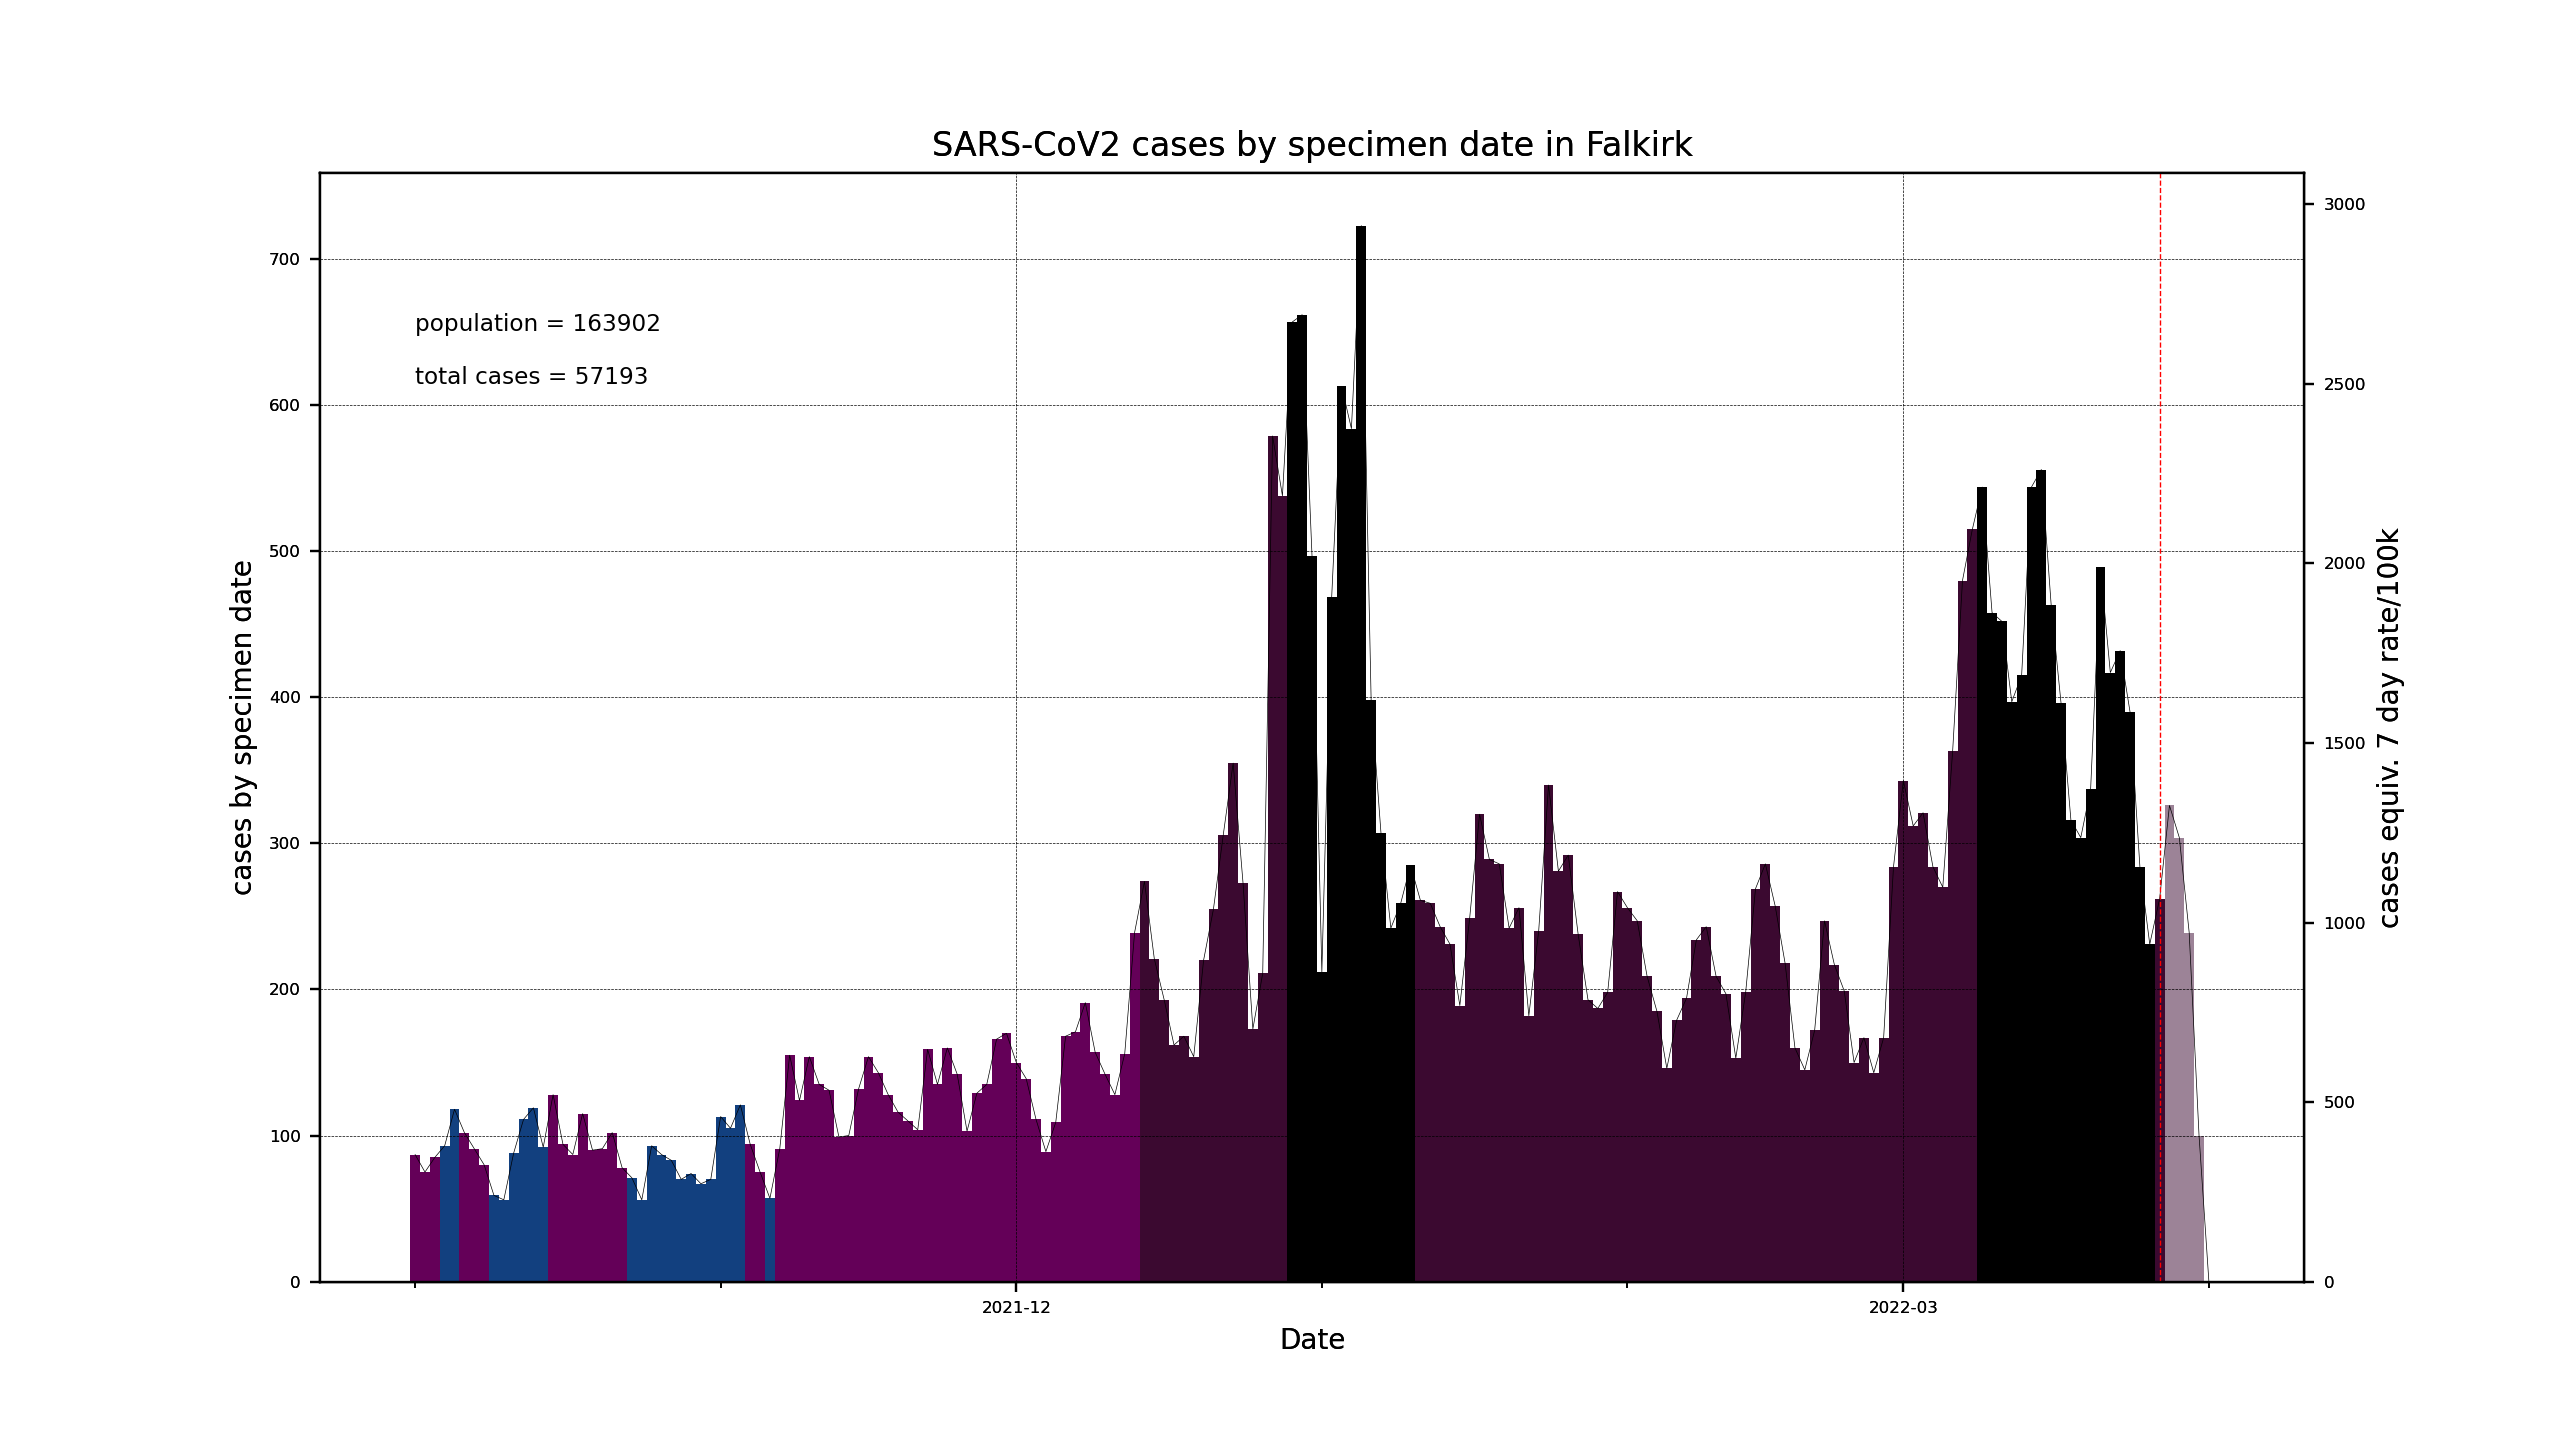 SARS-CoV2 cases by specimen date in Falkirk
population = 163902
total cases = 57193
cases by specimen date
700
600
500
400
300
200
100
0
3000
2500
2000
1500
1000
500
0
cases equiv. 7 day rate/100k
2021-12
2022-03
Date